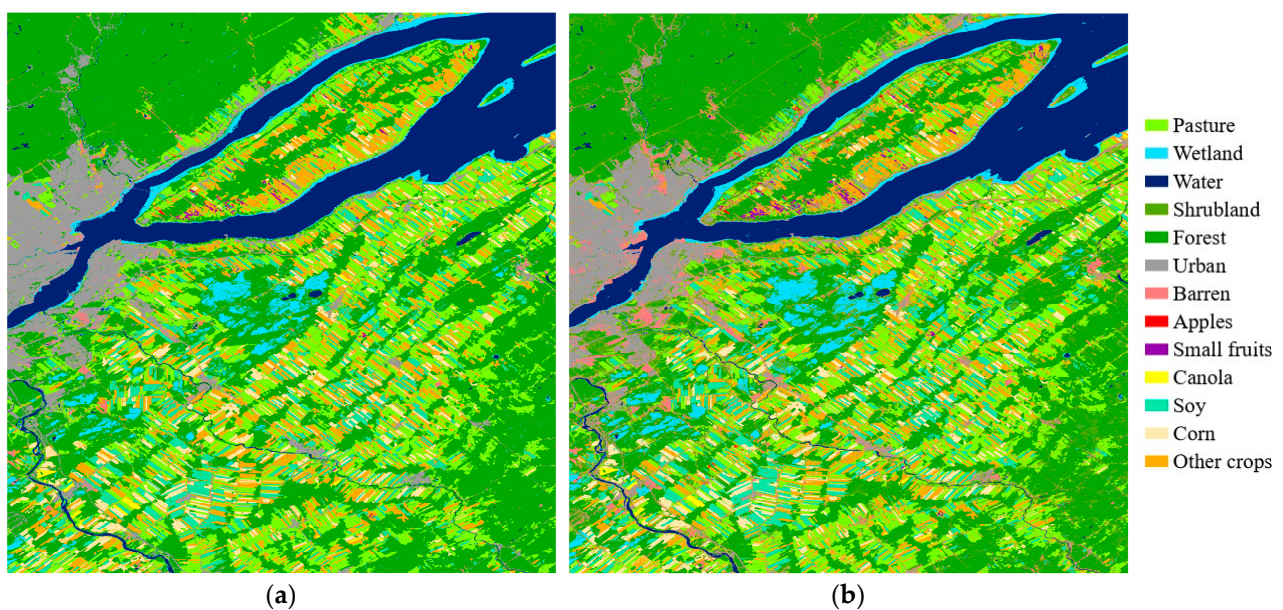 Pasture
Wetland
Water
Shrubland
Forest
Urban
Barren
Apples
Small fruits
Canola
Soy
Corn
Other crops
(a)
(b)